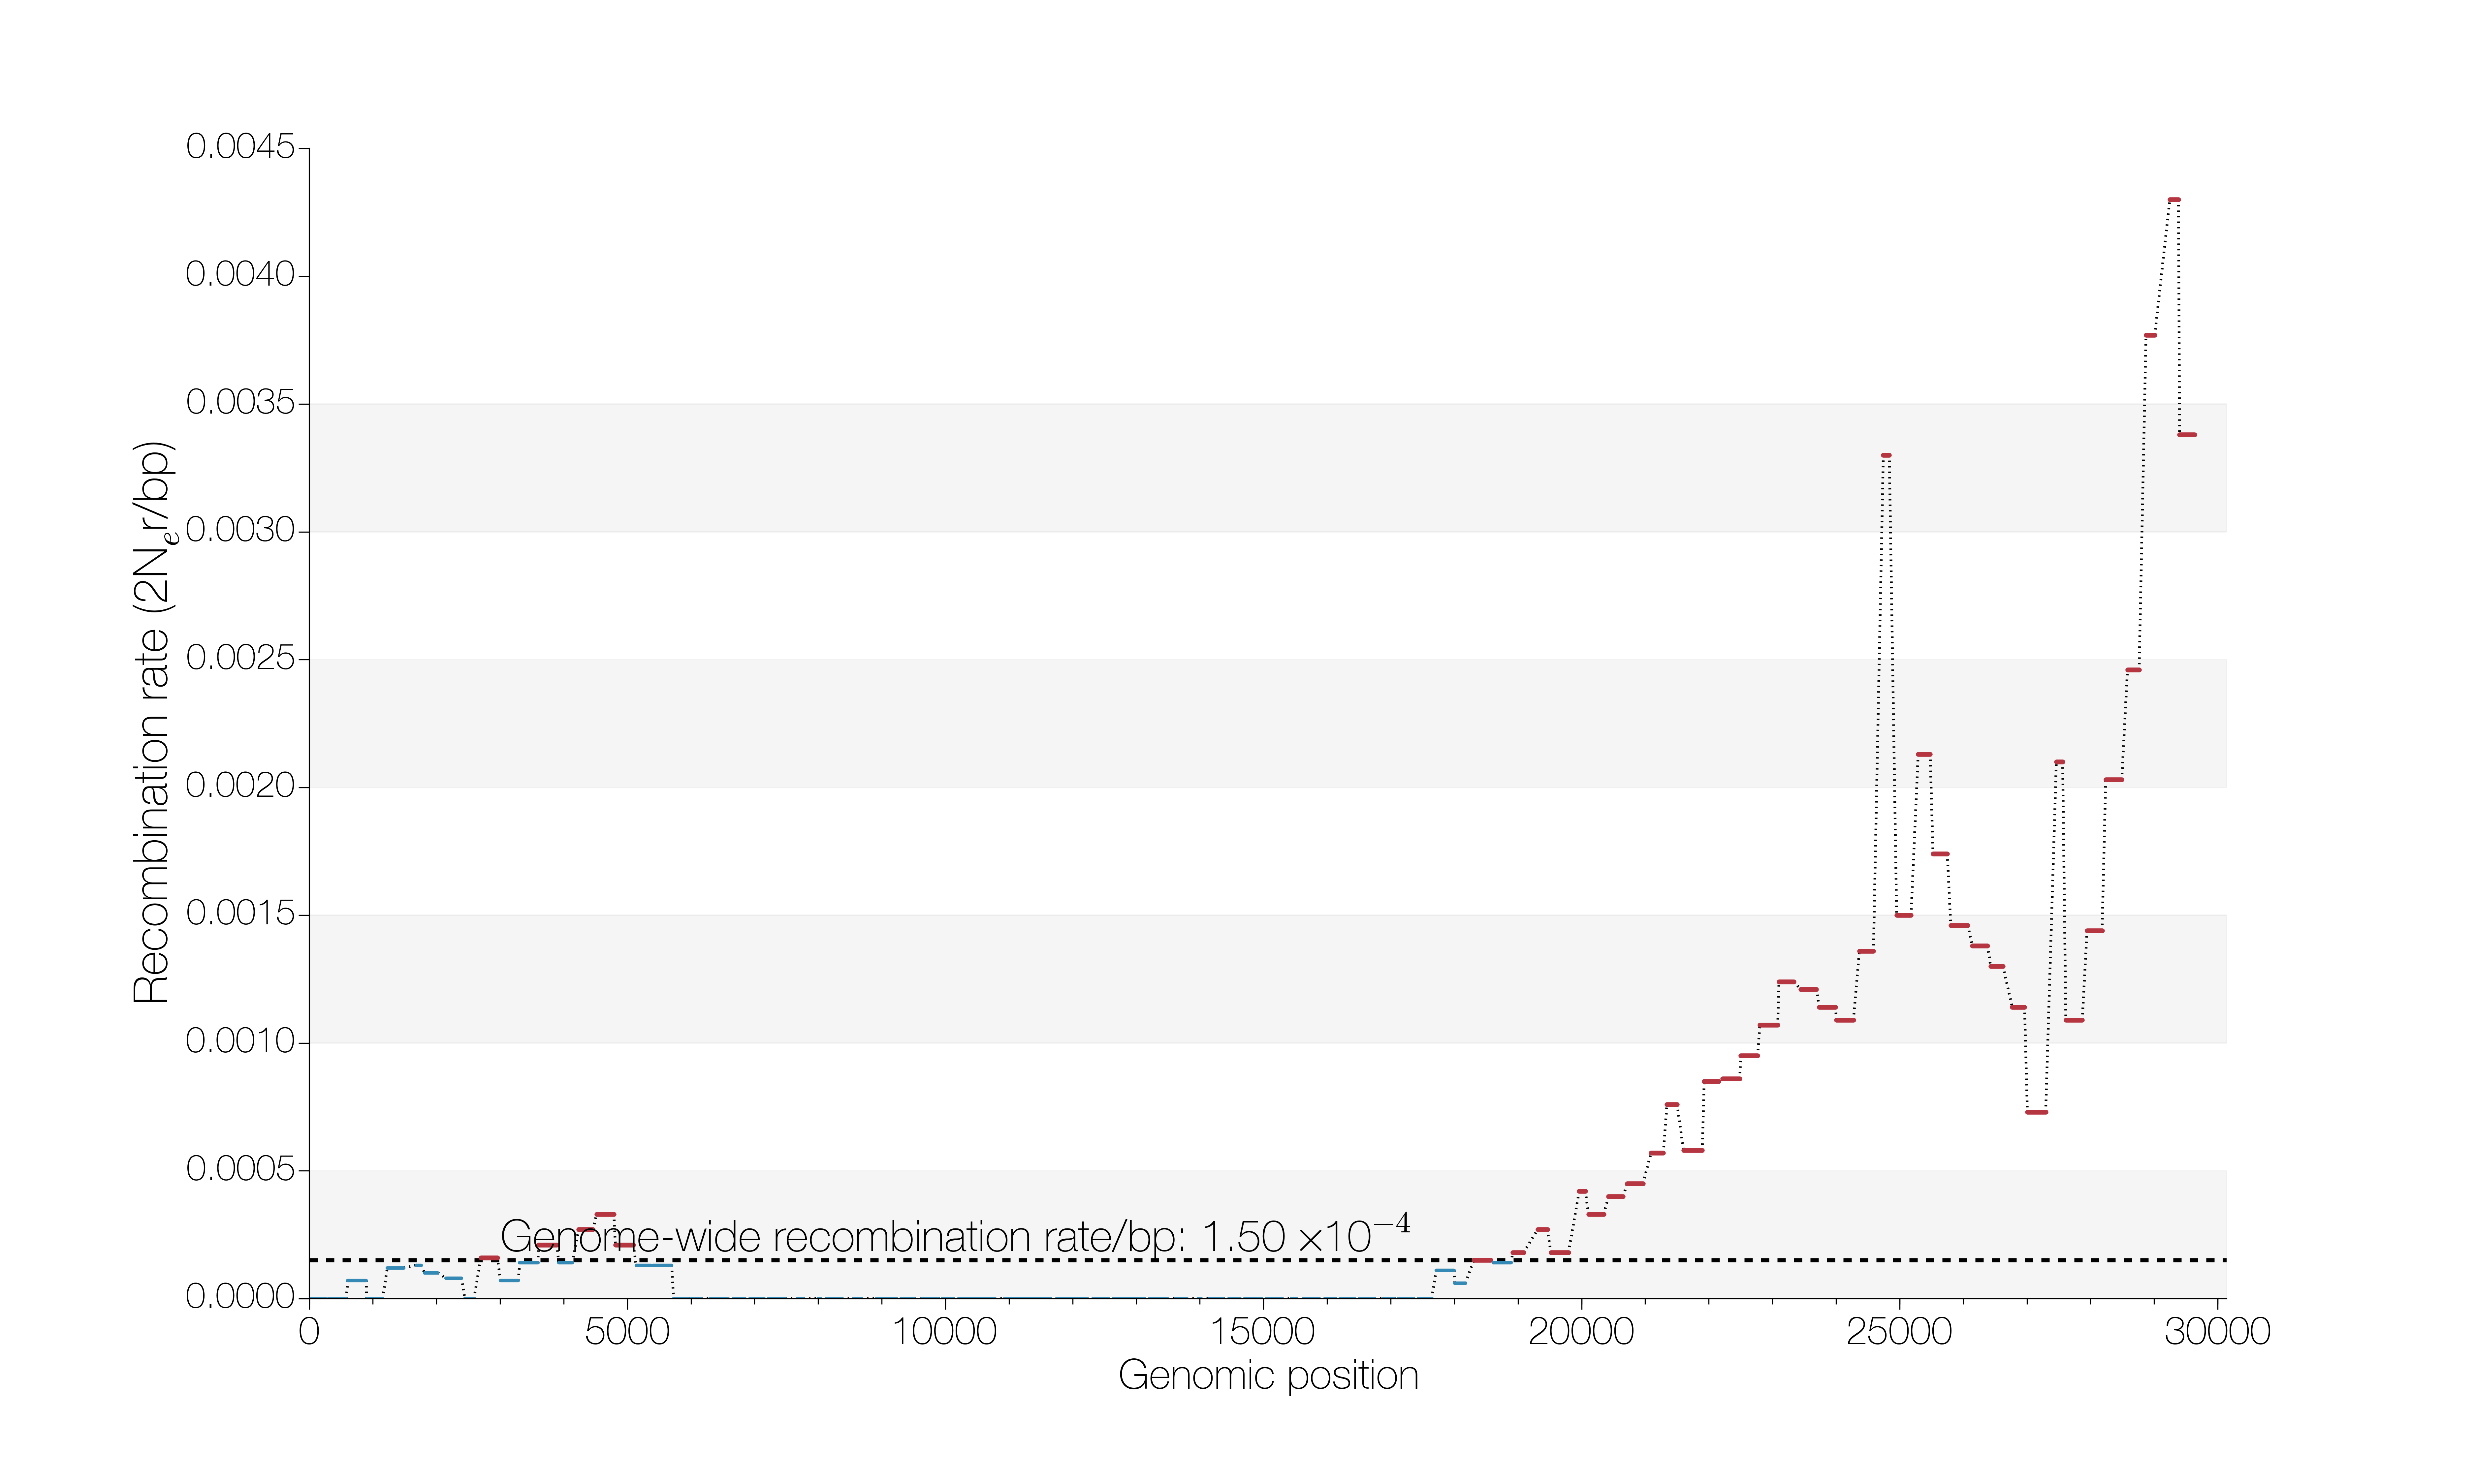 0.0045
0.0040
0.0035
0.0030
0.0025
0.0020
0.0015
0.0010
0.0005
0.0000
Recombination rate (2Nₑr/bp)
Genome-wide recombination rate/bp: 1.50 ×10⁻⁴
0 5000 10000 15000 20000 25000 30000
Genomic position